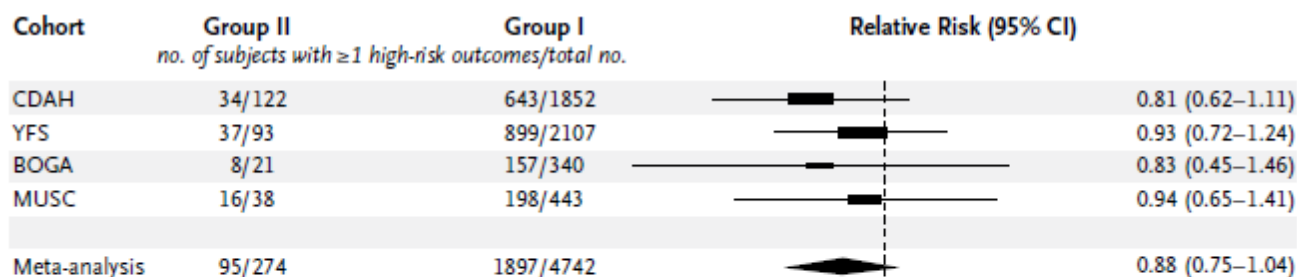 Cohort Group II Group I Relative Risk (95% CI)
no. of subjects with ≥1 high-risk outcomes/total no.
CDAH 34/122 643/1852 0.81 (0.62–1.11)
YFS 37/93 899/2107 0.93 (0.72–1.24)
BOGA 8/21 157/340 0.83 (0.45–1.46)
MUSC 16/38 198/443 0.94 (0.65–1.41)
Meta-analysis 95/274 1897/4742 0.88 (0.75–1.04)